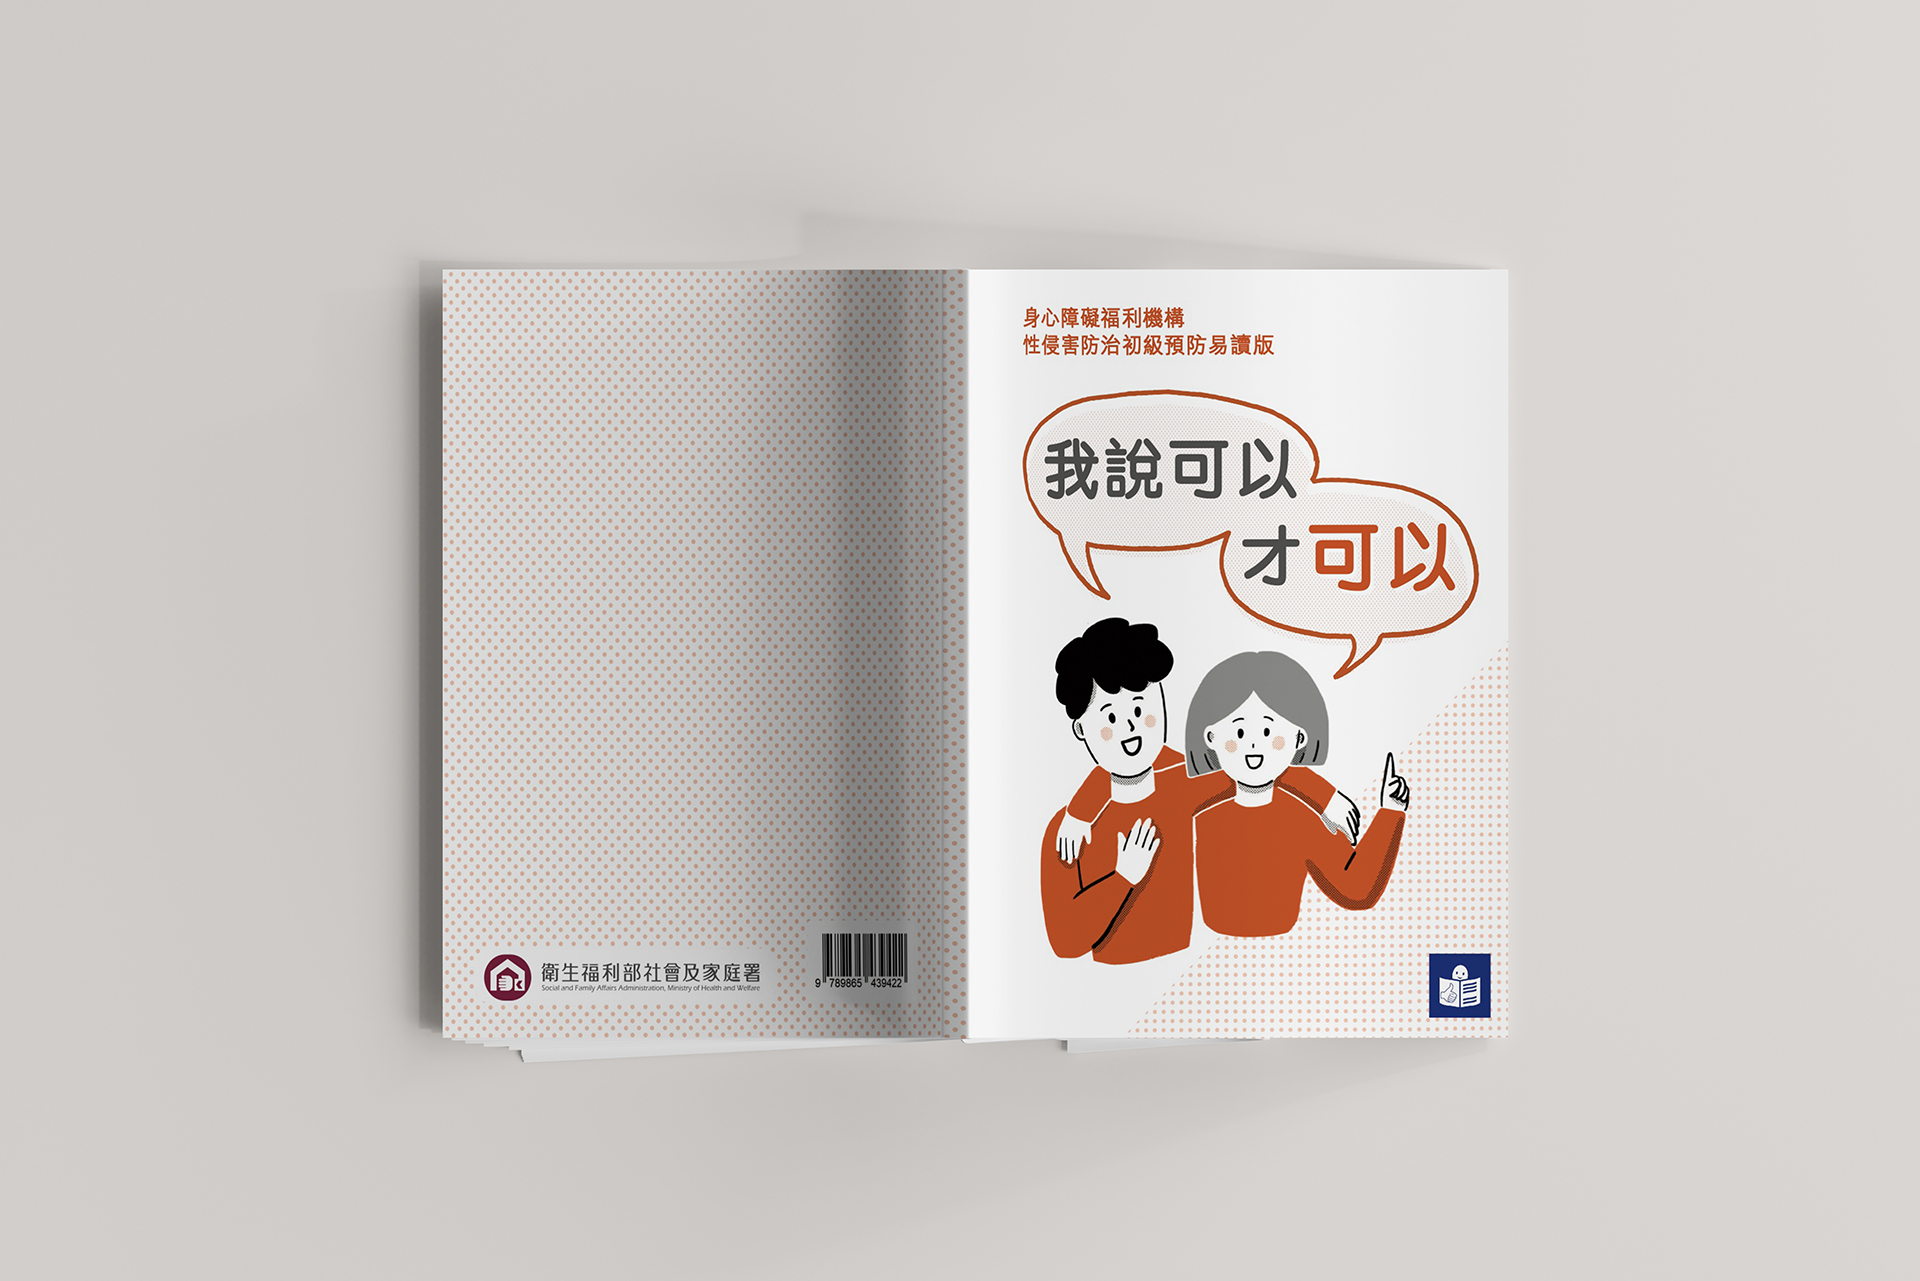 身心障礙福利機構
性侵害防治初級預防易讀版
我說可以
才可以
衛生福利部社會及家庭署
Social and Family Affairs Administration, Ministry of Health and Welfare
9 789865 439422